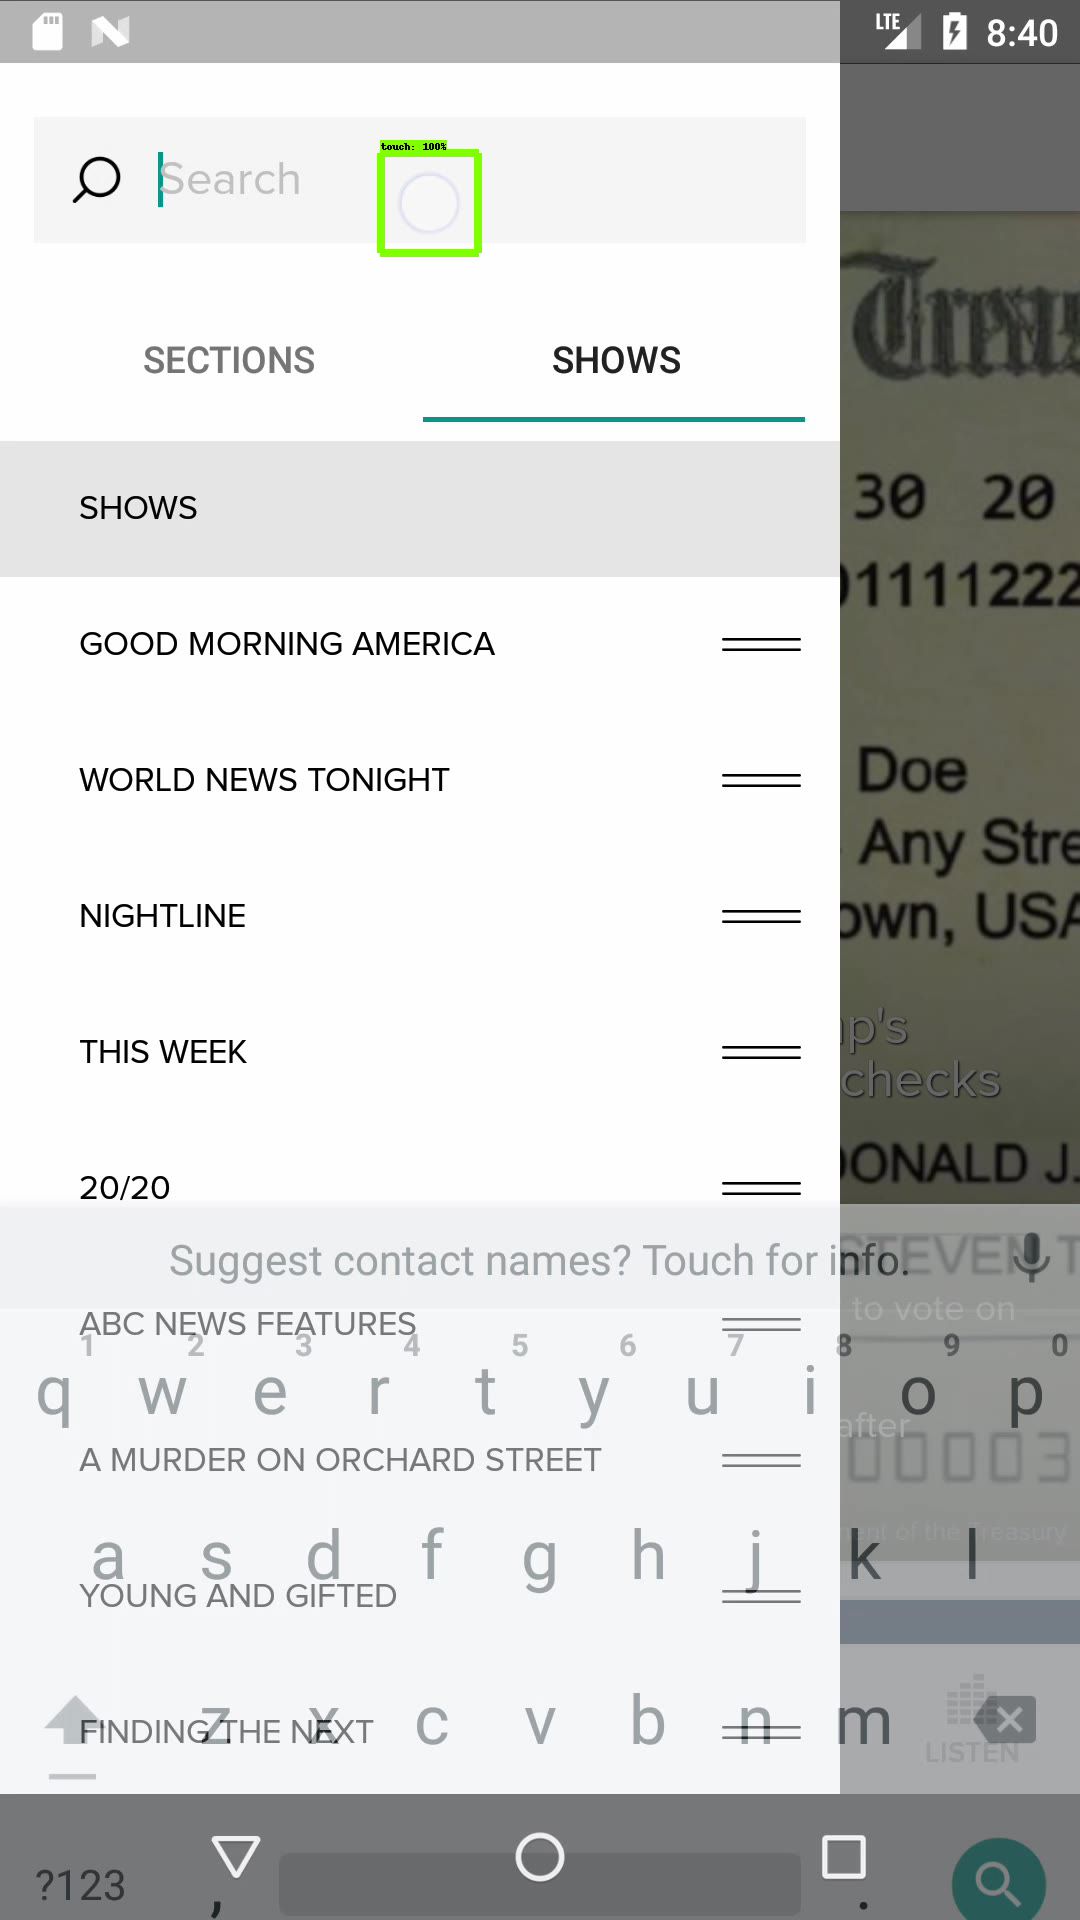 LTE 8:40
touch: 100%
Search
SECTIONS SHOWS
SHOWS
GOOD MORNING AMERICA
WORLD NEWS TONIGHT
NIGHTLINE
THIS WEEK
20/20
ABC NEWS FEATURES
A MURDER ON ORCHARD STREET
YOUNG AND GIFTED
FINDING THE NEXT
30 20
01111222
Doe
Any Stre
own, USA
p's
checks
DONALD J.
STEVEN T
to vote on
after
00003
ent of the Treasury
LISTEN
Suggest contact names? Touch for info.
1 2 3 4 5 6 7 8 9 0
q w e r t y u i o p
a s d f g h j k l
z x c v b n m
?123 , .